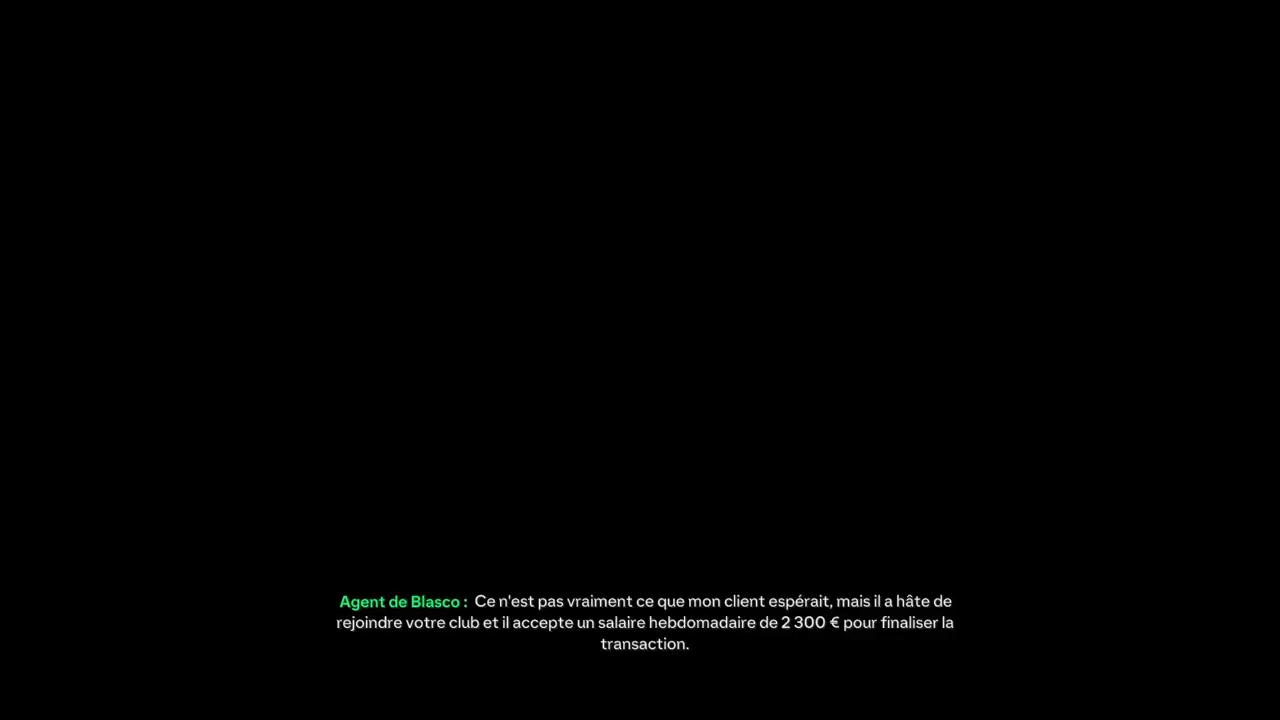 Agent de Blasco : Ce n'est pas vraiment ce que mon client espérait, mais il a hâte de
rejoindre votre club et il accepte un salaire hebdomadaire de 2 300 € pour finaliser la
transaction.